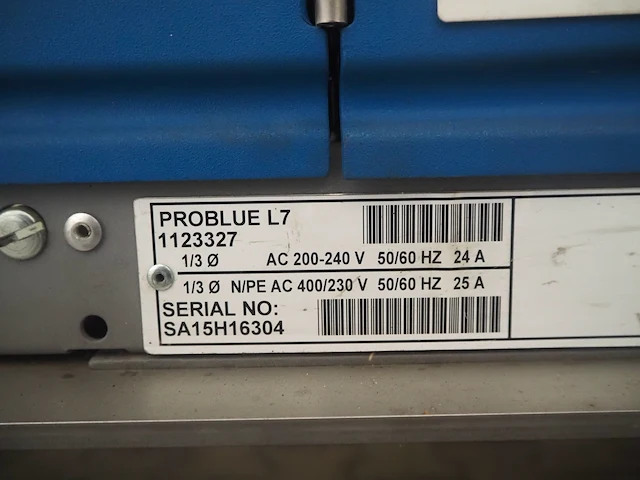 PROBLUE L7
1123327
1/3 Ø AC 200-240 V 50/60 HZ 24 A
1/3 Ø N/PE AC 400/230 V 50/60 HZ 25 A
SERIAL NO:
SA15H16304